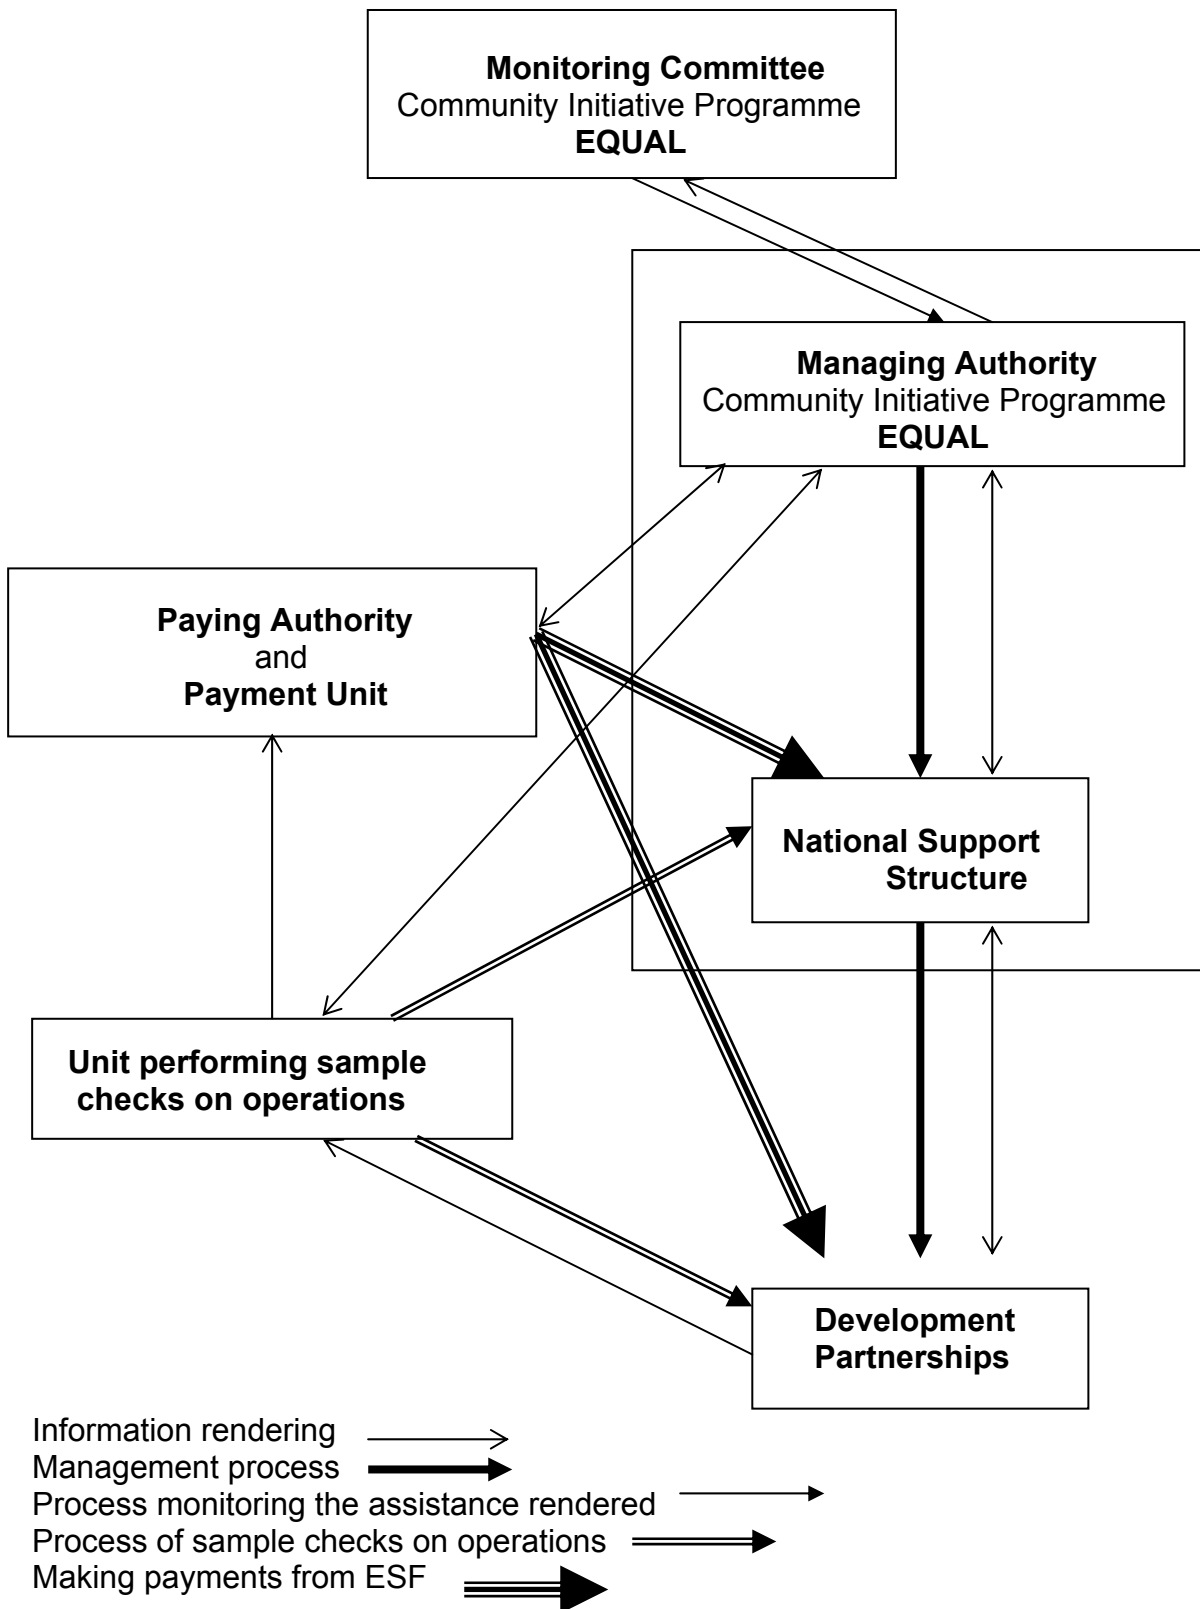 Monitoring Committee
Community Initiative Programme
EQUAL
Managing Authority
Community Initiative Programme
EQUAL
Paying Authority
and
Payment Unit
National Support
Structure
Unit performing sample
checks on operations
Development
Partnerships
Information rendering
Management process
Process monitoring the assistance rendered
Process of sample checks on operations
Making payments from ESF